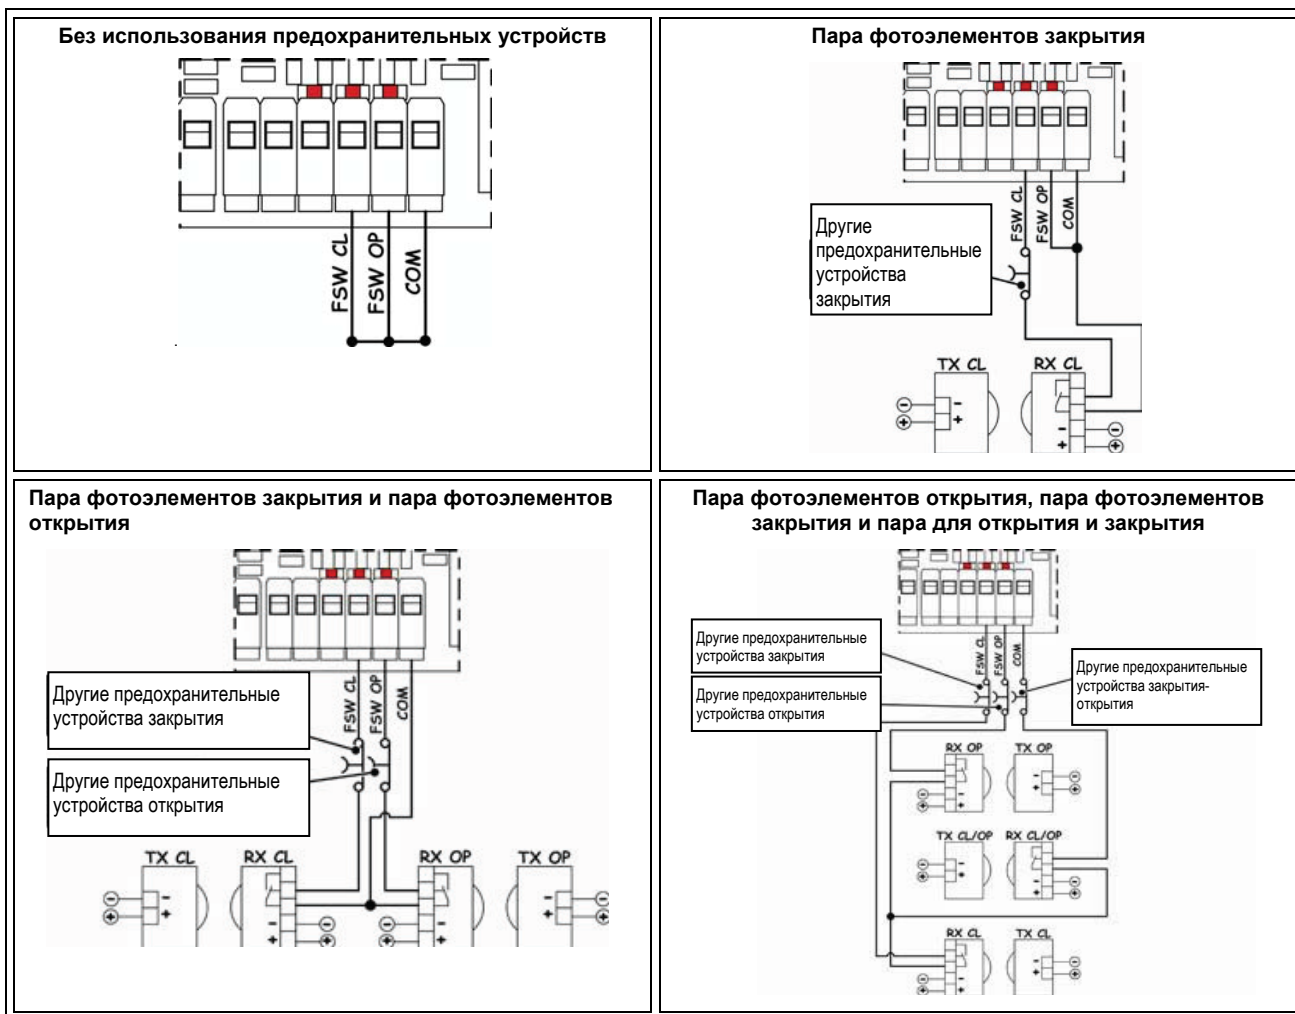 Без использования предохранительных устройств
FSW CL
FSW OP
COM
Пара фотоэлементов закрытия
FSW CL
FSW OP
COM
Другие
предохранительные
устройства
закрытия
TX CL
RX CL
-
+
-
+
-
+
-
+
Пара фотоэлементов закрытия и пара фотоэлементов
открытия
FSW CL
FSW OP
COM
Другие предохранительные
устройства закрытия
Другие предохранительные
устройства открытия
TX CL
RX CL
RX OP
TX OP
-
+
-
+
-
+
-
+
-
+
-
+
-
+
-
+
Пара фотоэлементов открытия, пара фотоэлементов
закрытия и пара для открытия и закрытия
FSW CL
FSW OP
COM
Другие предохранительные
устройства закрытия
Другие предохранительные
устройства открытия
Другие предохранительные
устройства закрытия-
открытия
RX OP
TX OP
-
+
-
+
-
+
-
+
TX CL/OP
RX CL/OP
-
+
-
+
-
+
-
+
RX CL
TX CL
-
+
-
+
-
+
-
+